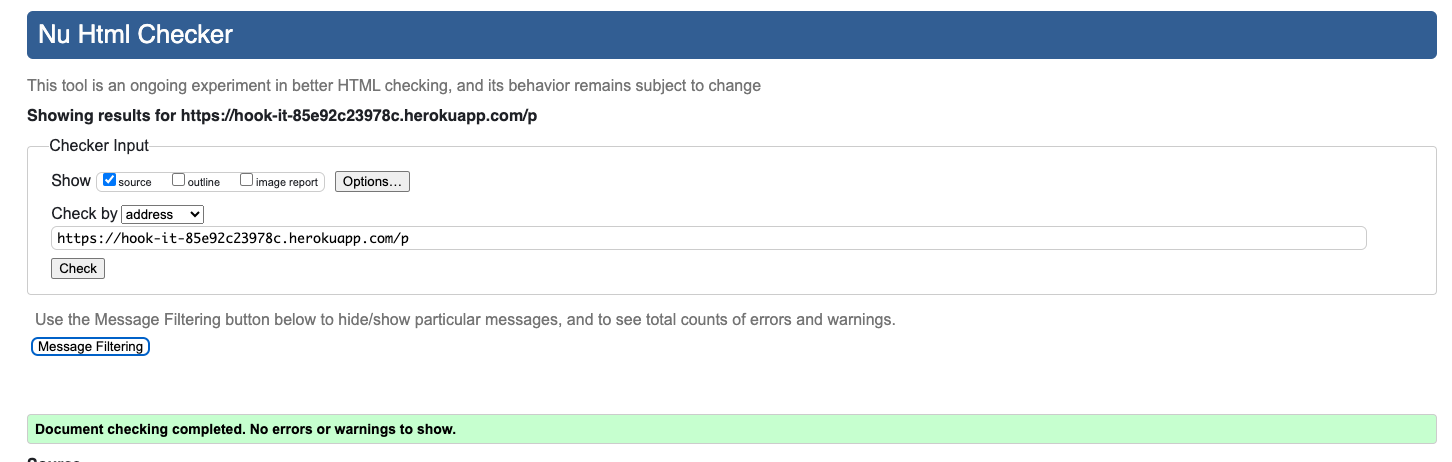 Nu Html Checker
This tool is an ongoing experiment in better HTML checking, and its behavior remains subject to change
Showing results for https://hook-it-85e92c23978c.herokuapp.com/p
Checker Input
Show source outline image report Options...
Check by address
https://hook-it-85e92c23978c.herokuapp.com/p
Check
Use the Message Filtering button below to hide/show particular messages, and to see total counts of errors and warnings.
Message Filtering
Document checking completed. No errors or warnings to show.